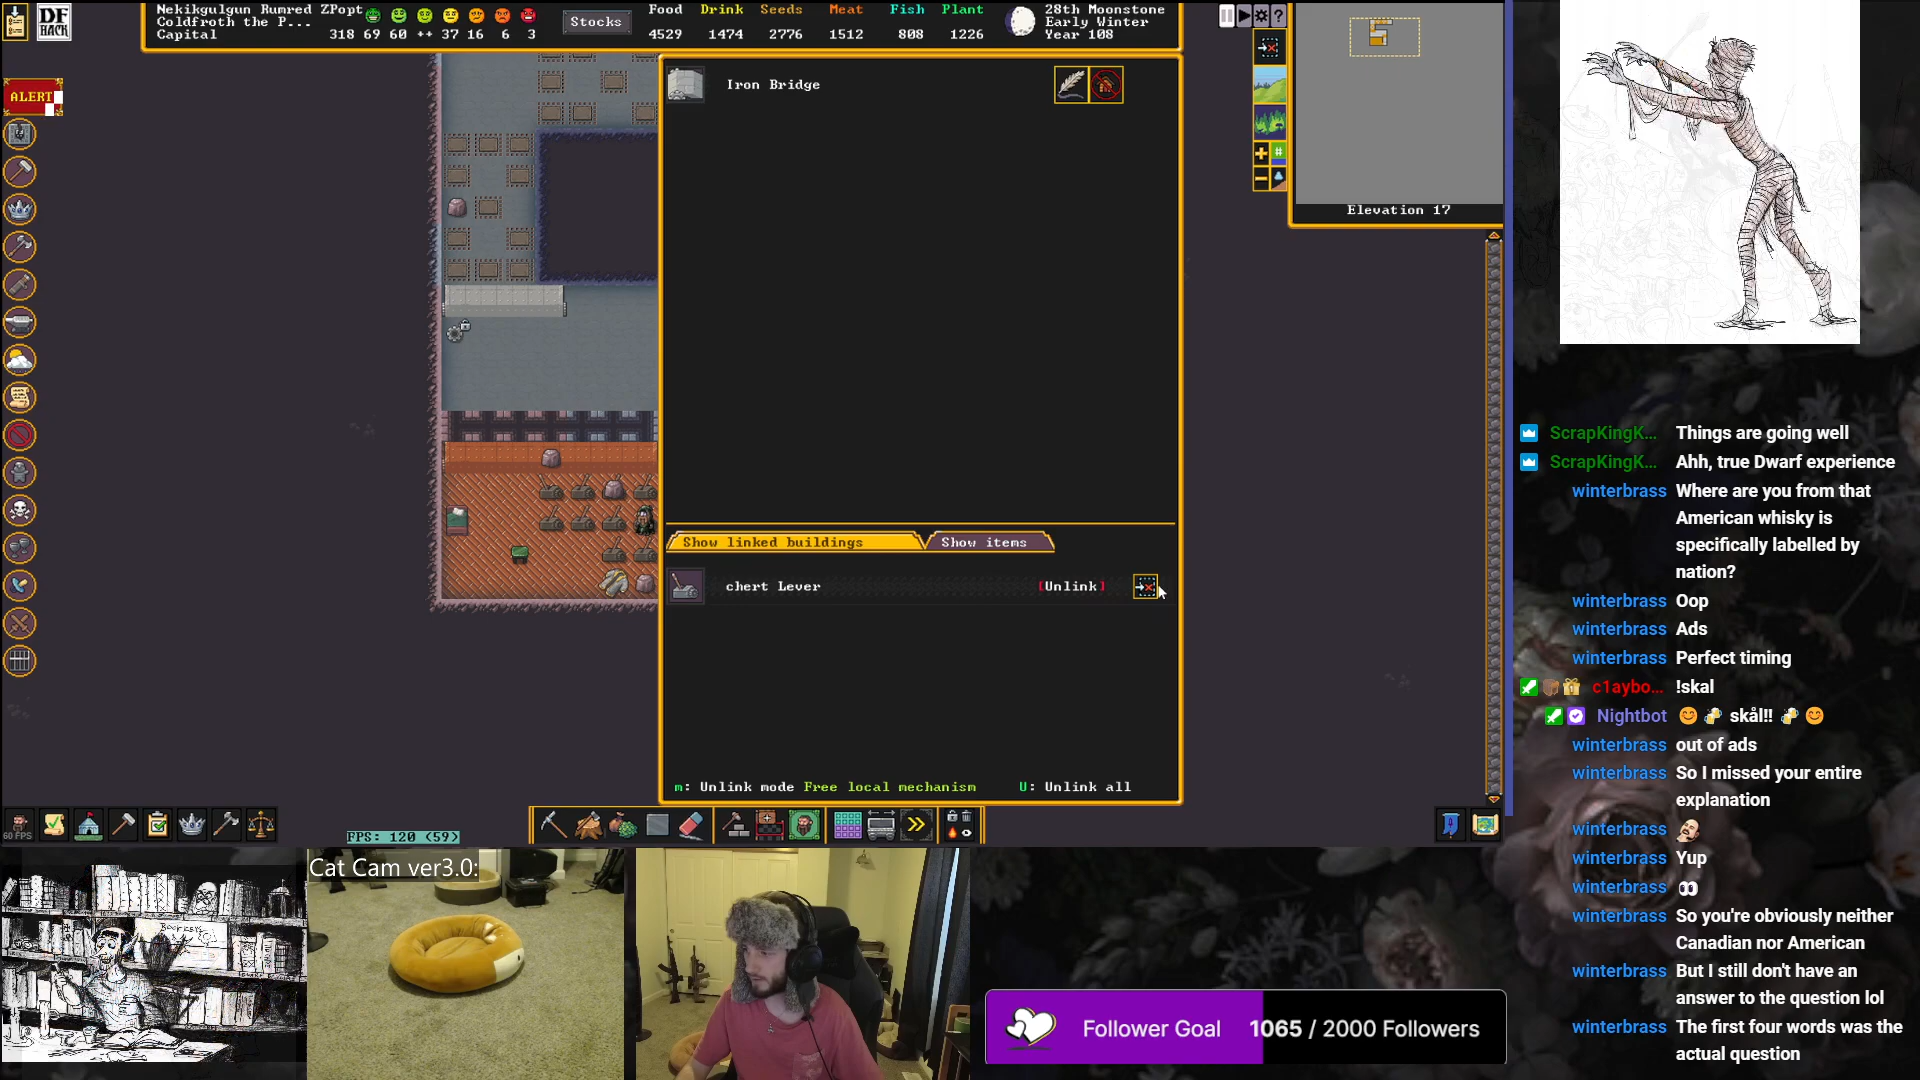 DF
HACK
Nekikgulgun Rumred ZPopt
Coldfroth the P...
Capital
318 69 60 ++ 37 16 6 3
Stocks
Food Drink Seeds Meat Fish Plant
4529 1474 2776 1512 808 1226
28th Moonstone
Early Winter
Year 108
?
ALERT
Iron Bridge
Elevation 17
Show linked buildings
Show items
chert Lever
[Unlink]
m: Unlink mode Free local mechanism U: Unlink all
60 FPS
FPS: 120 (59)
Cat Cam ver3.0:
Follower Goal 1065 / 2000 Followers
ScrapKingK... Things are going well
ScrapKingK... Ahh, true Dwarf experience
winterbrass Where are you from that
American whisky is
specifically labelled by
nation?
winterbrass Oop
winterbrass Ads
winterbrass Perfect timing
c1aybo... !skal
Nightbot 😊 🍻 skål!! 🍻 😊
winterbrass out of ads
winterbrass So I missed your entire
explanation
winterbrass
winterbrass Yup
winterbrass 👀
winterbrass So you're obviously neither
Canadian nor American
winterbrass But I still don't have an
answer to the question lol
winterbrass The first four words was the
actual question